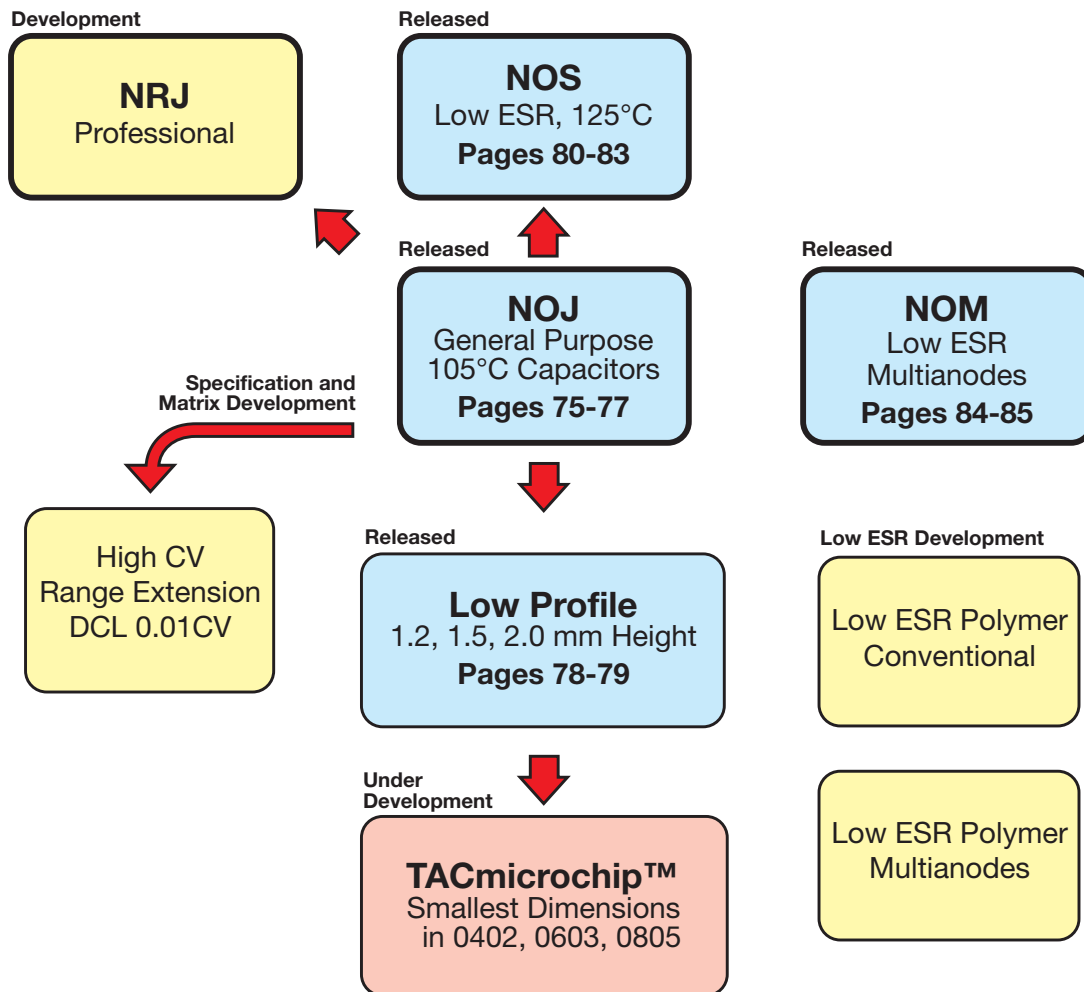 Development
NRJ
Professional
Released
NOS
Low ESR, 125°C
Pages 80-83
Released
NOJ
General Purpose
105°C Capacitors
Pages 75-77
Released
NOM
Low ESR
Multianodes
Pages 84-85
Specification and
Matrix Development
High CV
Range Extension
DCL 0.01CV
Released
Low Profile
1.2, 1.5, 2.0 mm Height
Pages 78-79
Low ESR Development
Low ESR Polymer
Conventional
Under
Development
TACmicrochip™
Smallest Dimensions
in 0402, 0603, 0805
Low ESR Polymer
Multianodes